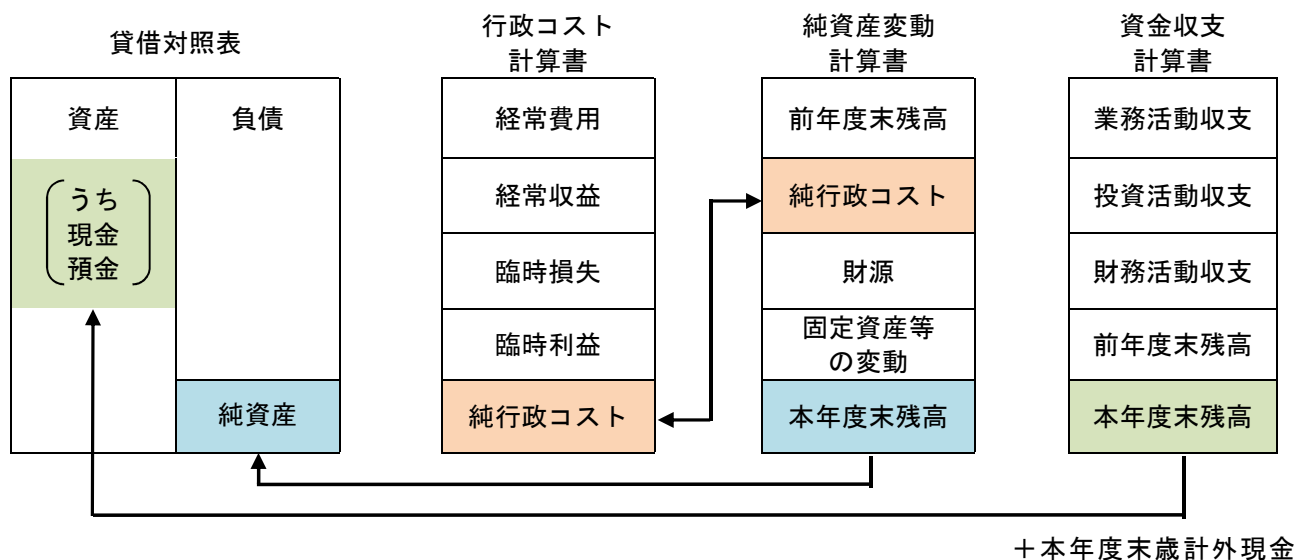 貸借対照表
資産
負債
うち
現金
預金
純資産
行政コスト
計算書
経常費用
経常収益
臨時損失
臨時利益
純行政コスト
純資産変動
計算書
前年度末残高
純行政コスト
財源
固定資産等
の変動
本年度末残高
資金収支
計算書
業務活動収支
投資活動収支
財務活動収支
前年度末残高
本年度末残高
＋本年度末歳計外現金